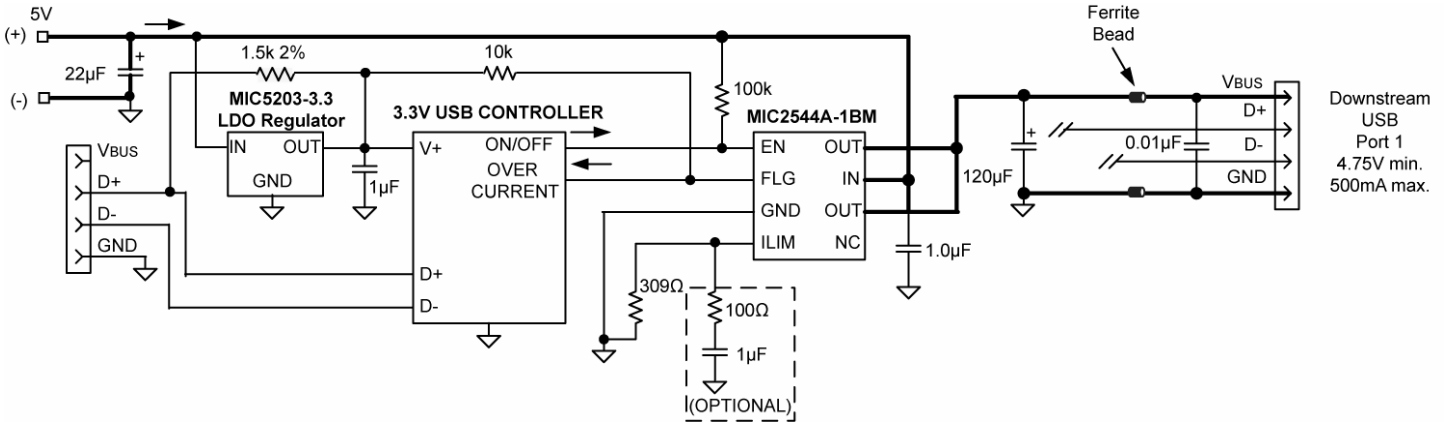 5V
(+)
(-)
22µF
1.5k 2%
10k
100k
Ferrite
Bead
MIC5203-3.3
LDO Regulator
IN
OUT
GND
1µF
3.3V USB CONTROLLER
V+
ON/OFF
OVER
CURRENT
D+
D-
VBUS
D+
D-
GND
MIC2544A-1BM
EN
OUT
FLG
IN
GND
OUT
ILIM
NC
309Ω
100Ω
1µF
(OPTIONAL)
1.0µF
120µF
0.01µF
VBUS
D+
D-
GND
Downstream
USB
Port 1
4.75V min.
500mA max.